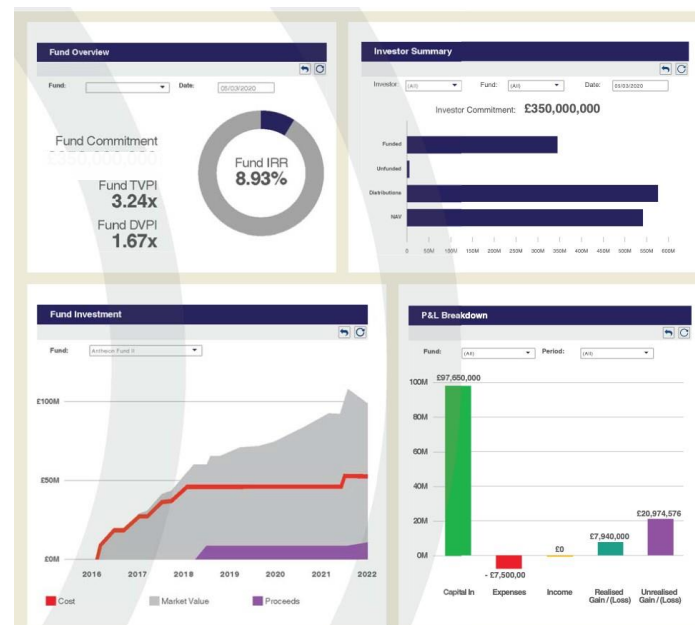 Fund Overview
Fund:
Date:
05/03/2020
Fund Commitment
£350,000,000
Fund TVPI
3.24x
Fund DVPI
1.67x
Fund IRR
8.93%
Investor Summary
Investor:
(All)
Fund:
(All)
Date:
03/03/2020
Investor Commitment: £350,000,000
Funded
Unfunded
Distributions
NAV
0 50M 100M 150M 200M 250M 300M 350M 400M 450M 500M 550M 600M
Fund Investment
Fund:
£100M
£50M
£0M
2016 2017 2018 2019 2020 2021 2022
Cost Market Value Proceeds
P&L Breakdown
Fund:
(All)
Period:
(All)
£97,650,000
100M
80M
60M
40M
20M
0M
- £7,500,00
£0
£7,940,000
£20,974,576
Capital In
Expenses
Income
Realised
Gain / (Loss)
Unrealised
Gain / (Loss)